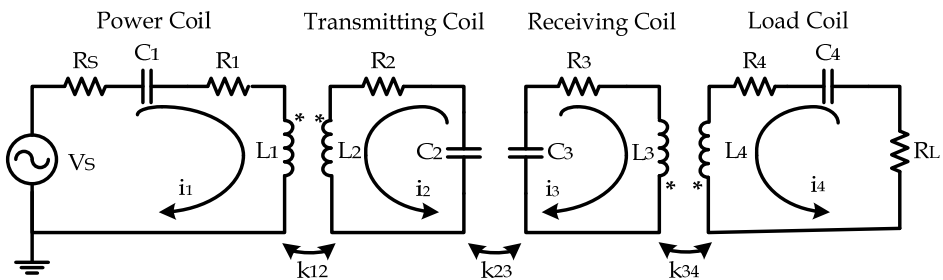 Power Coil Transmitting Coil Receiving Coil Load Coil
RS C1 R1 R2 R3 R4 C4
VS L1 * * L2 C2 C3 L3 L4 RL
i1 i2 i3 * * i4
k12 k23 k34